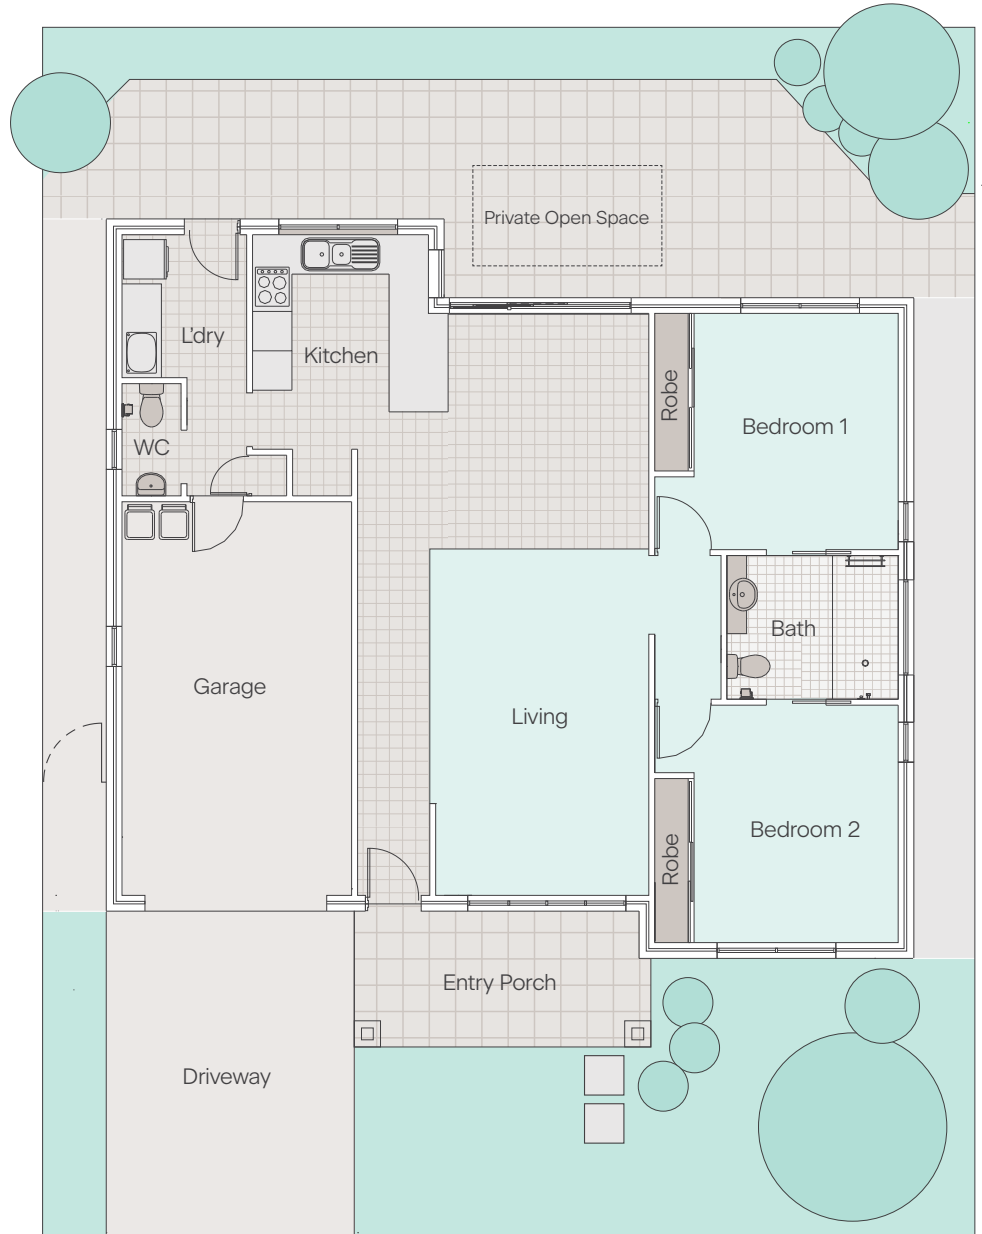 Private Open Space
L'dry
Kitchen
Robe
Bedroom 1
WC
Bath
Garage
Living
Bedroom 2
Robe
Entry Porch
Driveway